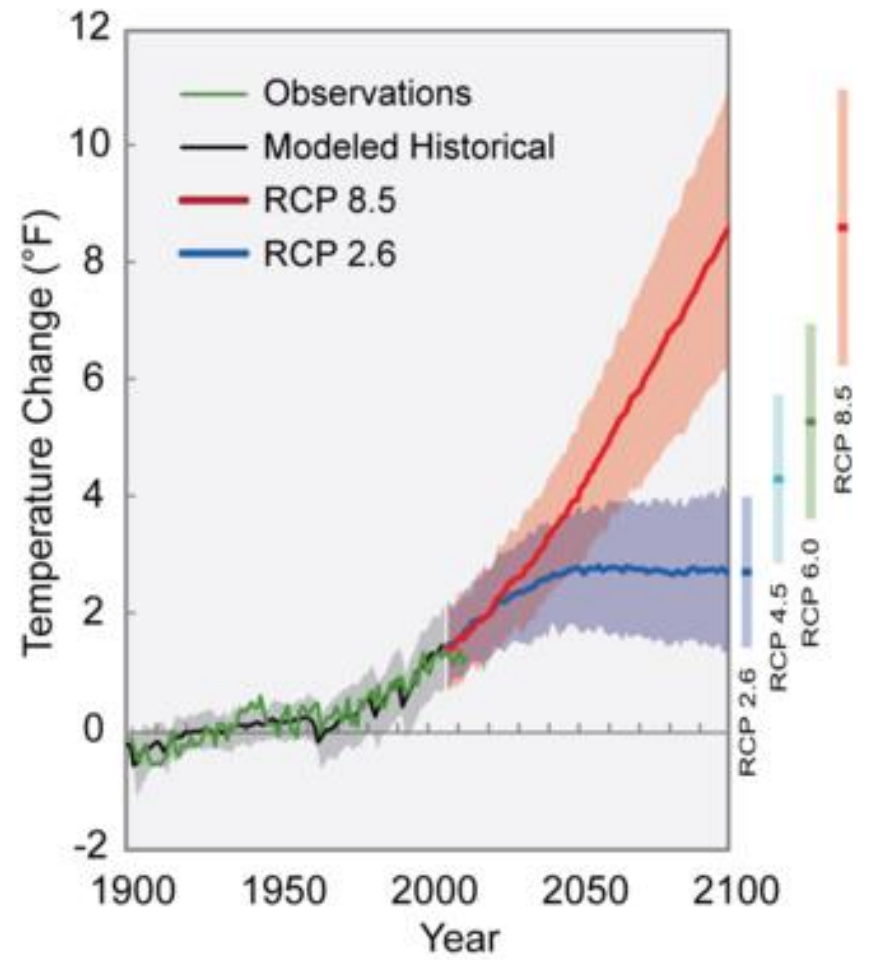 12
10
8
6
4
2
0
-2
Temperature Change (°F)
Observations
Modeled Historical
RCP 8.5
RCP 2.6
1900 1950 2000 2050 2100
Year
RCP 2.6
RCP 4.5
RCP 6.0
RCP 8.5